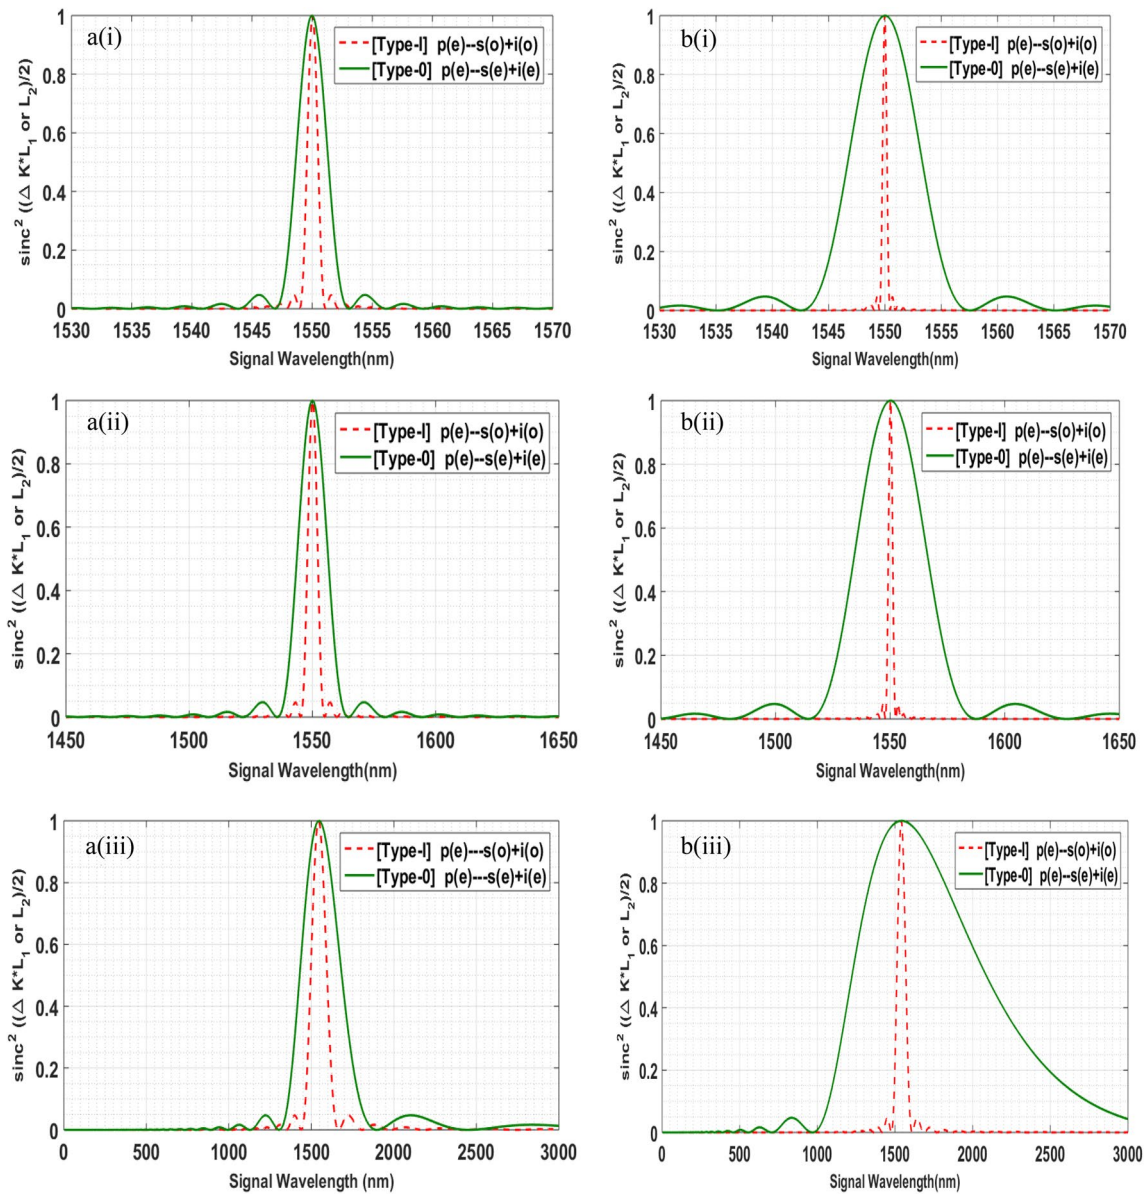 a(i)
[Type-I] p(e)--s(o)+i(o)
[Type-0] p(e)--s(e)+i(e)
sinc² ((△ K*L₁ or L₂)/2)
1
0.8
0.6
0.4
0.2
0
1530 1535 1540 1545 1550 1555 1560 1565 1570
Signal Wavelength(nm)
b(i)
[Type-I] p(e)--s(o)+i(o)
[Type-0] p(e)--s(e)+i(e)
sinc² ((△ K*L₁ or L₂)/2)
1
0.8
0.6
0.4
0.2
0
1530 1535 1540 1545 1550 1555 1560 1565 1570
Signal Wavelength(nm)
a(ii)
[Type-I] p(e)--s(o)+i(o)
[Type-0] p(e)--s(e)+i(e)
sinc² ((△ K*L₁ or L₂)/2)
1
0.8
0.6
0.4
0.2
0
1450 1500 1550 1600 1650
Signal Wavelength(nm)
b(ii)
[Type-I] p(e)--s(o)+i(o)
[Type-0] p(e)--s(e)+i(e)
sinc² ((△ K*L₁ or L₂)/2)
1
0.8
0.6
0.4
0.2
0
1450 1500 1550 1600 1650
Signal Wavelength(nm)
a(iii)
[Type-I] p(e)---s(o)+i(o)
[Type-0] p(e)---s(e)+i(e)
sinc² ((△ K*L₁ or L₂)/2)
1
0.8
0.6
0.4
0.2
0
0 500 1000 1500 2000 2500 3000
Signal Wavelength (nm)
b(iii)
[Type-I] p(e)--s(o)+i(o)
[Type-0] p(e)--s(e)+i(e)
sinc² ((△ K*L₁ or L₂)/2)
1
0.8
0.6
0.4
0.2
0
0 500 1000 1500 2000 2500 3000
Signal Wavelength(nm)